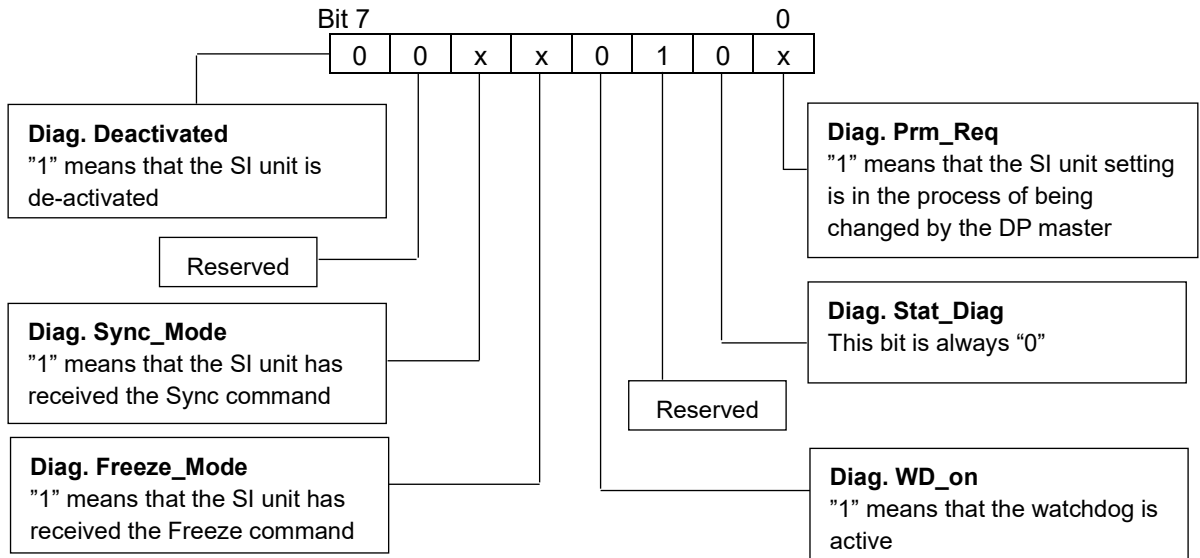 Bit 7 0
0 0 x x 0 1 0 x
Diag. Deactivated
”1” means that the SI unit is
de-activated
Reserved
Diag. Sync_Mode
”1” means that the SI unit has
received the Sync command
Diag. Freeze_Mode
”1” means that the SI unit has
received the Freeze command
Diag. Prm_Req
”1” means that the SI unit setting
is in the process of being
changed by the DP master
Diag. Stat_Diag
This bit is always “0”
Reserved
Diag. WD_on
”1” means that the watchdog is
active